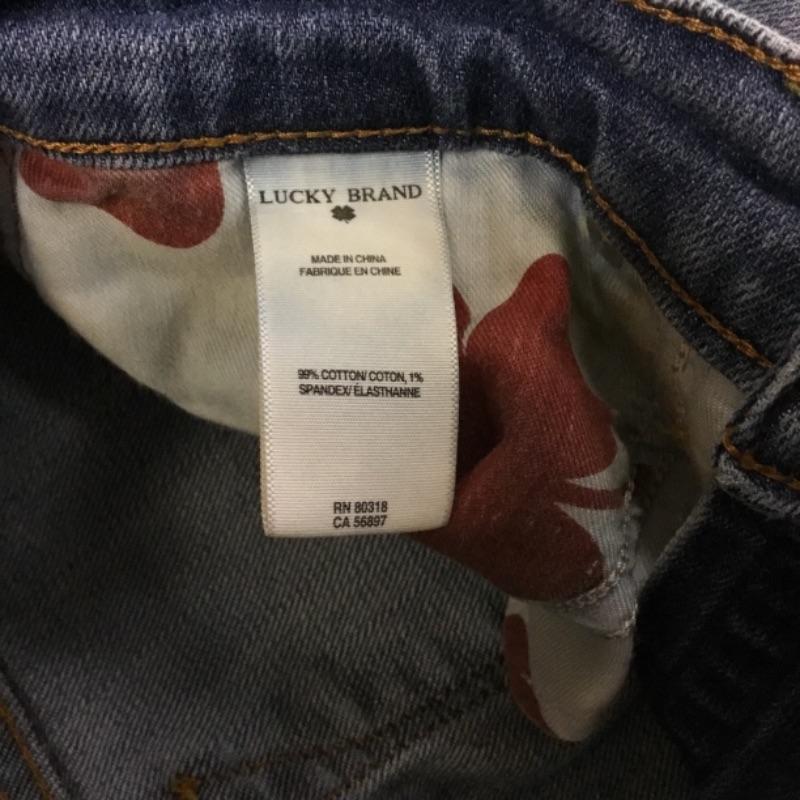 LUCKY BRAND
MADE IN CHINA
FABRIQUE EN CHINE
99% COTTON/ COTON, 1%
SPANDEX/ ÉLASTHANNE
RN 80318
CA 56897